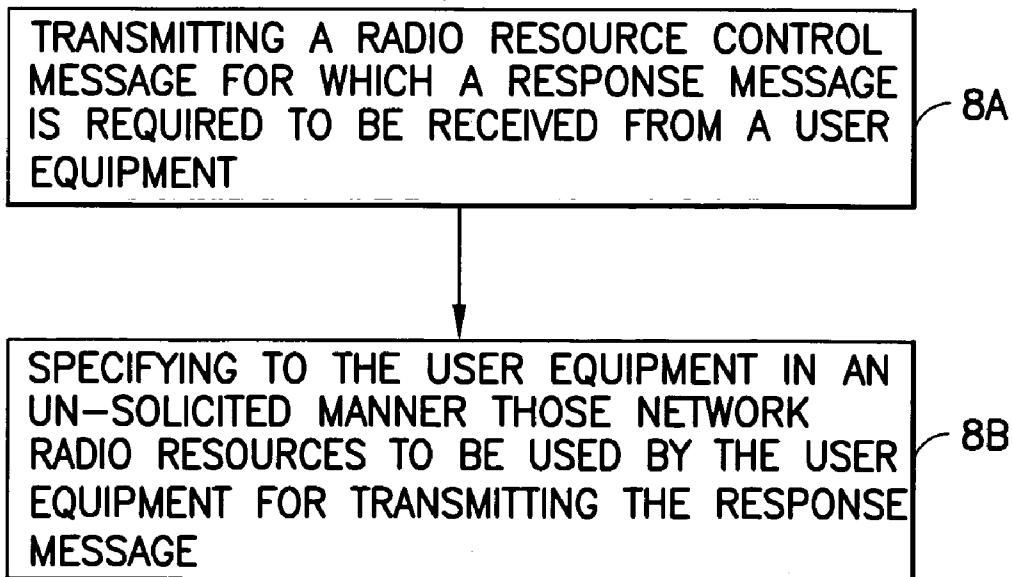 TRANSMITTING A RADIO RESOURCE CONTROL
MESSAGE FOR WHICH A RESPONSE MESSAGE
IS REQUIRED TO BE RECEIVED FROM A USER
EQUIPMENT
8A
SPECIFYING TO THE USER EQUIPMENT IN AN
UN-SOLICITED MANNER THOSE NETWORK
RADIO RESOURCES TO BE USED BY THE USER
EQUIPMENT FOR TRANSMITTING THE RESPONSE
MESSAGE
8B